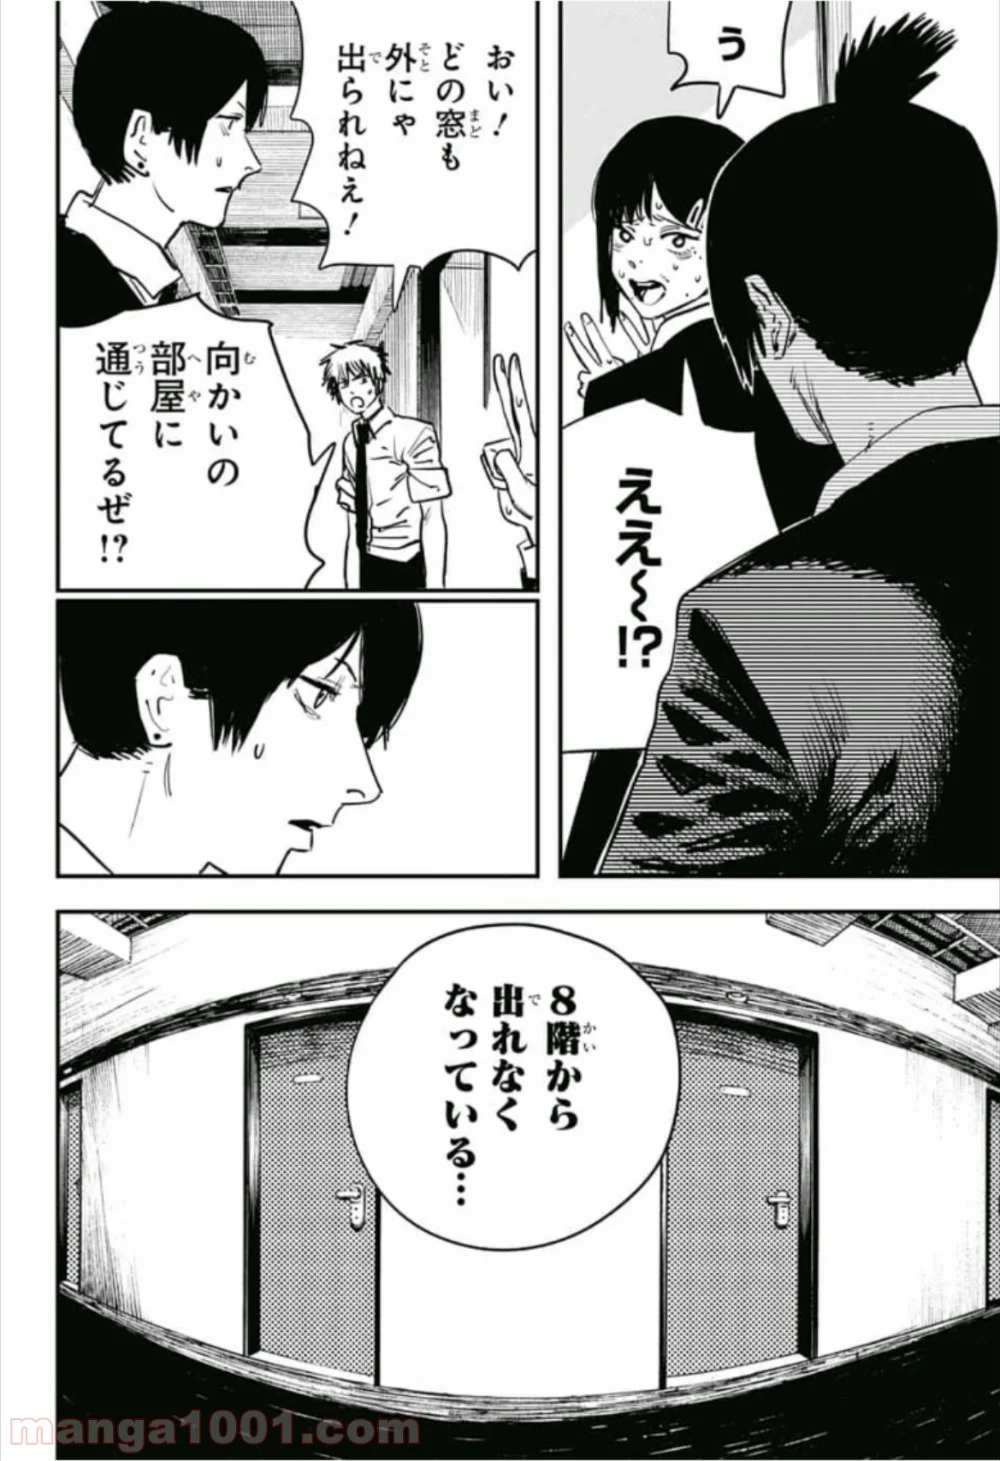 う
ええ～!?
おい！
どの窓も
外にゃ
出られねえ！
向かいの
部屋に
通じてるぜ!?
8階から
出れなく
なっている…
manga1001.com